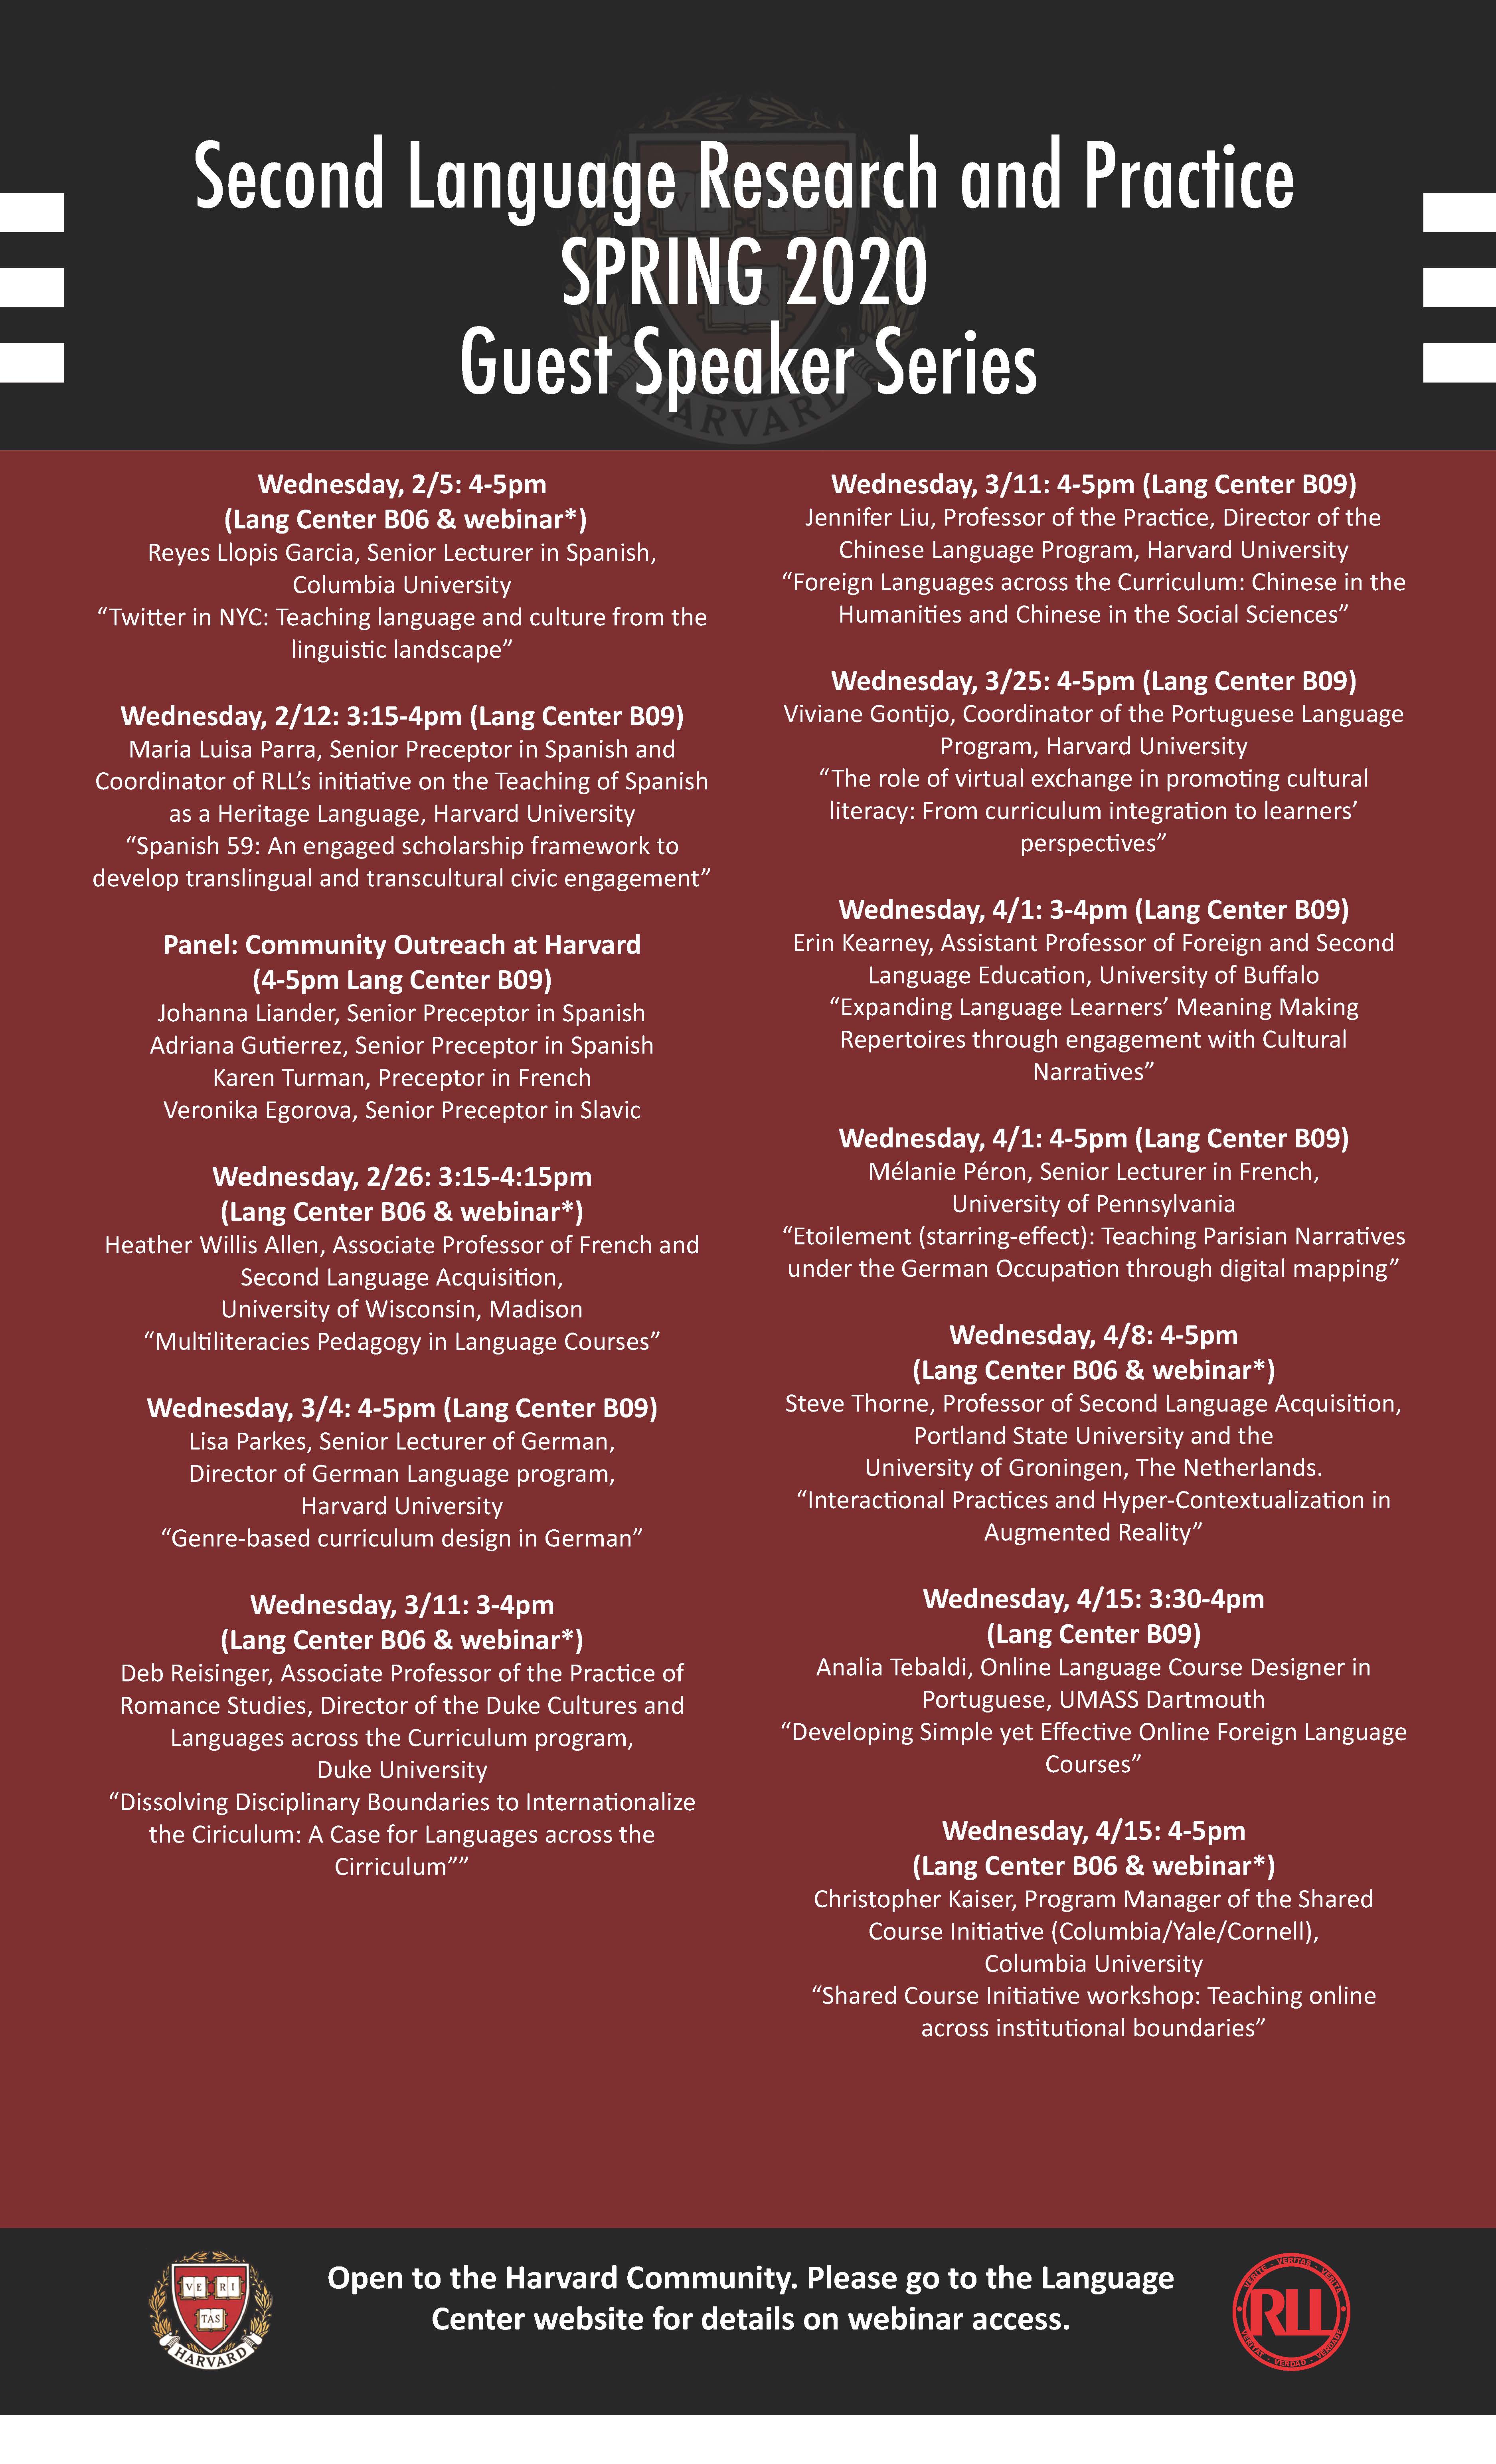 Second Language Research and Practice
SPRING 2020
Guest Speaker Series
Wednesday, 2/5: 4-5pm
(Lang Center B06 & webinar*)
Reyes Llopis Garcia, Senior Lecturer in Spanish,
Columbia University
“Twitter in NYC: Teaching language and culture from the
linguistic landscape”
Wednesday, 2/12: 3:15-4pm (Lang Center B09)
Maria Luisa Parra, Senior Preceptor in Spanish and
Coordinator of RLL’s initiative on the Teaching of Spanish
as a Heritage Language, Harvard University
“Spanish 59: An engaged scholarship framework to
develop translingual and transcultural civic engagement”
Panel: Community Outreach at Harvard
(4-5pm Lang Center B09)
Johanna Liander, Senior Preceptor in Spanish
Adriana Gutierrez, Senior Preceptor in Spanish
Karen Turman, Preceptor in French
Veronika Egorova, Senior Preceptor in Slavic
Wednesday, 2/26: 3:15-4:15pm
(Lang Center B06 & webinar*)
Heather Willis Allen, Associate Professor of French and
Second Language Acquisition,
University of Wisconsin, Madison
“Multiliteracies Pedagogy in Language Courses”
Wednesday, 3/4: 4-5pm (Lang Center B09)
Lisa Parkes, Senior Lecturer of German,
Director of German Language program,
Harvard University
“Genre-based curriculum design in German”
Wednesday, 3/11: 3-4pm
(Lang Center B06 & webinar*)
Deb Reisinger, Associate Professor of the Practice of
Romance Studies, Director of the Duke Cultures and
Languages across the Curriculum program,
Duke University
“Dissolving Disciplinary Boundaries to Internationalize
the Ciriculum: A Case for Languages across the
Cirriculum””
Wednesday, 3/11: 4-5pm (Lang Center B09)
Jennifer Liu, Professor of the Practice, Director of the
Chinese Language Program, Harvard University
“Foreign Languages across the Curriculum: Chinese in the
Humanities and Chinese in the Social Sciences”
Wednesday, 3/25: 4-5pm (Lang Center B09)
Viviane Gontijo, Coordinator of the Portuguese Language
Program, Harvard University
“The role of virtual exchange in promoting cultural
literacy: From curriculum integration to learners’
perspectives”
Wednesday, 4/1: 3-4pm (Lang Center B09)
Erin Kearney, Assistant Professor of Foreign and Second
Language Education, University of Buffalo
“Expanding Language Learners’ Meaning Making
Repertoires through engagement with Cultural
Narratives”
Wednesday, 4/1: 4-5pm (Lang Center B09)
Mélanie Péron, Senior Lecturer in French,
University of Pennsylvania
“Etoilement (starring-effect): Teaching Parisian Narratives
under the German Occupation through digital mapping”
Wednesday, 4/8: 4-5pm
(Lang Center B06 & webinar*)
Steve Thorne, Professor of Second Language Acquisition,
Portland State University and the
University of Groningen, The Netherlands.
“Interactional Practices and Hyper-Contextualization in
Augmented Reality”
Wednesday, 4/15: 3:30-4pm
(Lang Center B09)
Analia Tebaldi, Online Language Course Designer in
Portuguese, UMASS Dartmouth
“Developing Simple yet Effective Online Foreign Language
Courses”
Wednesday, 4/15: 4-5pm
(Lang Center B06 & webinar*)
Christopher Kaiser, Program Manager of the Shared
Course Initiative (Columbia/Yale/Cornell),
Columbia University
“Shared Course Initiative workshop: Teaching online
across institutional boundaries”
VE RI
TAS
HARVARD
Open to the Harvard Community. Please go to the Language
Center website for details on webinar access.
VÉRITÉ - VERITAS - VERITÀ
RLL
VERITAT - VERDAD - VERDADE